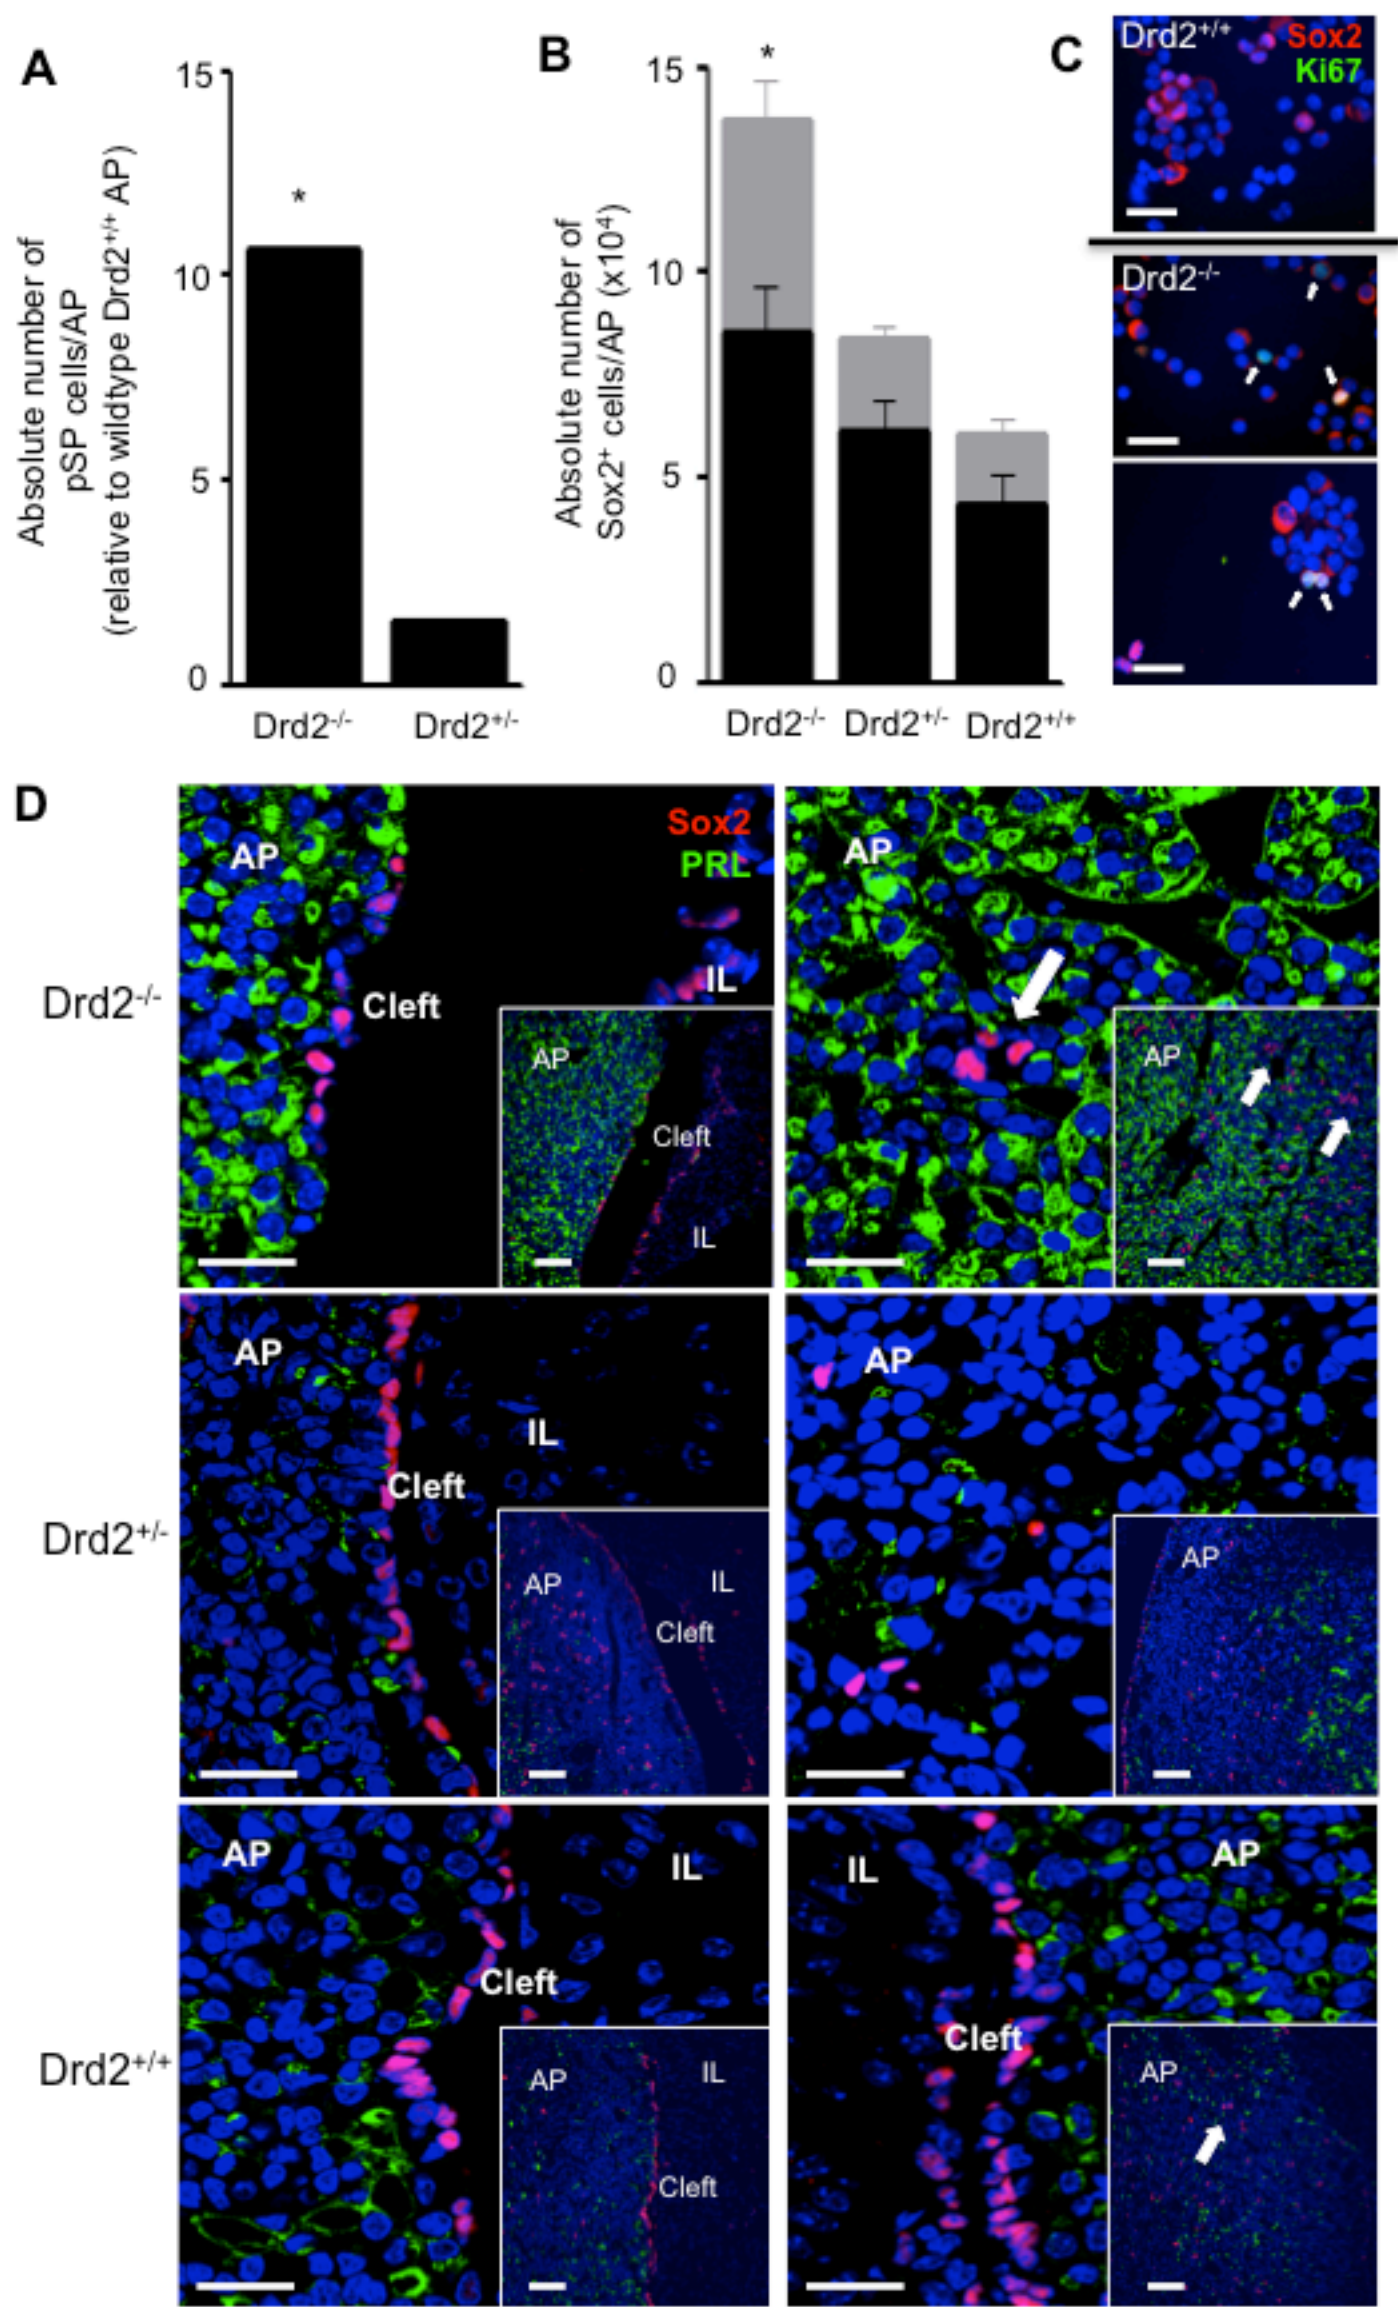 A
Absolute number of
pSP cells/AP
(relative to wildtype Drd2+/+ AP)
15
10
5
0
*
Drd2-/-
Drd2+/-
B
Absolute number of
Sox2+ cells/AP (x10⁴)
15
10
5
0
*
Drd2-/-
Drd2+/-
Drd2+/+
C
Drd2+/+
Sox2
Ki67
Drd2-/-
D
Drd2-/-
AP
Sox2
PRL
Cleft
IL
AP
Cleft
IL
AP
AP
Drd2+/-
AP
IL
Cleft
AP
IL
Cleft
AP
AP
Drd2+/+
AP
IL
Cleft
AP
IL
Cleft
IL
AP
Cleft
AP